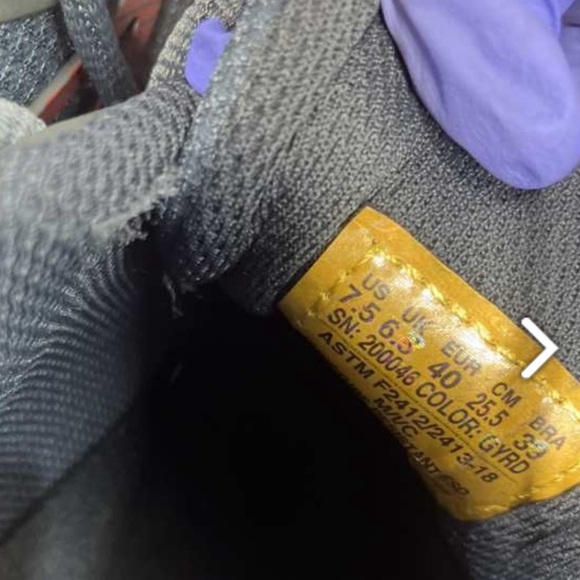 US UK EUR CM BRA
7.5 6.5 40 25.5 39
SN: 200046 COLOR: GYRD
ASTM F2412/2413-18
M/I/C